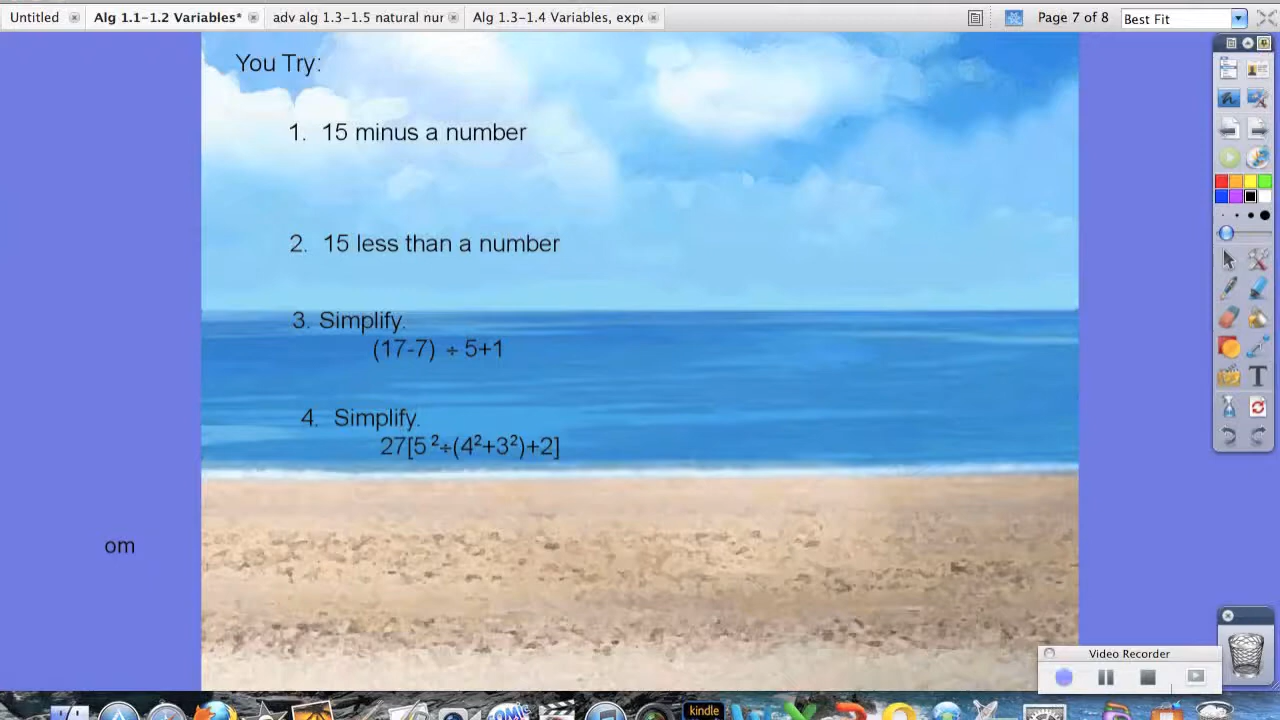 Untitled
Alg 1.1-1.2 Variables*
adv alg 1.3-1.5 natural nur
Alg 1.3-1.4 Variables, expo
Page 7 of 8
Best Fit
You Try:
1. 15 minus a number
2. 15 less than a number
3. Simplify.
(17-7) ÷ 5+1
4. Simplify.
27[5²÷(4²+3²)+2]
om
T
Video Recorder
COMIC
kindle